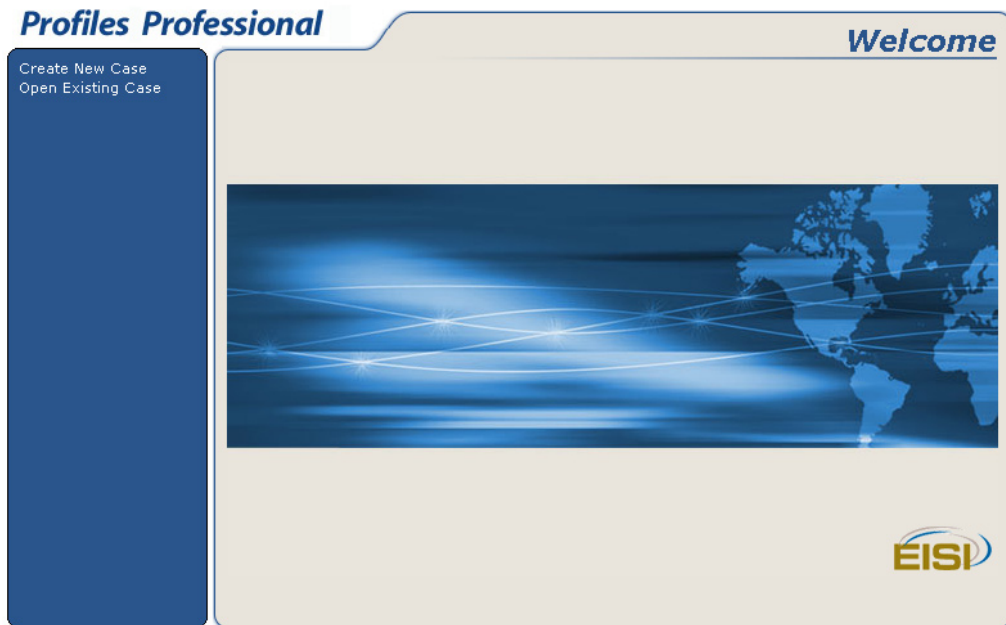 Profiles Professional
Welcome
Create New Case
Open Existing Case
EISI